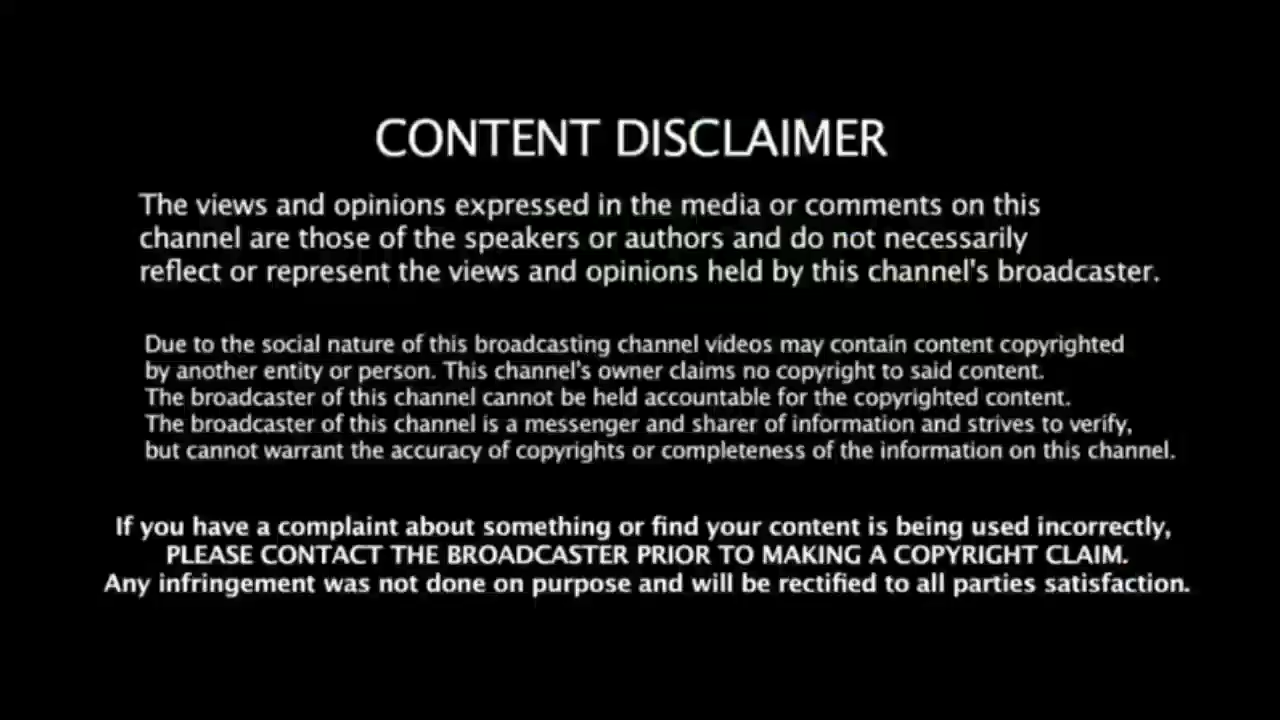 CONTENT DISCLAIMER
The views and opinions expressed in the media or comments on this
channel are those of the speakers or authors and do not necessarily
reflect or represent the views and opinions held by this channel's broadcaster.
Due to the social nature of this broadcasting channel videos may contain content copyrighted
by another entity or person. This channel's owner claims no copyright to said content.
The broadcaster of this channel cannot be held accountable for the copyrighted content.
The broadcaster of this channel is a messenger and sharer of information and strives to verify,
but cannot warrant the accuracy of copyrights or completeness of the information on this channel.
If you have a complaint about something or find your content is being used incorrectly,
PLEASE CONTACT THE BROADCASTER PRIOR TO MAKING A COPYRIGHT CLAIM.
Any infringement was not done on purpose and will be rectified to all parties satisfaction.